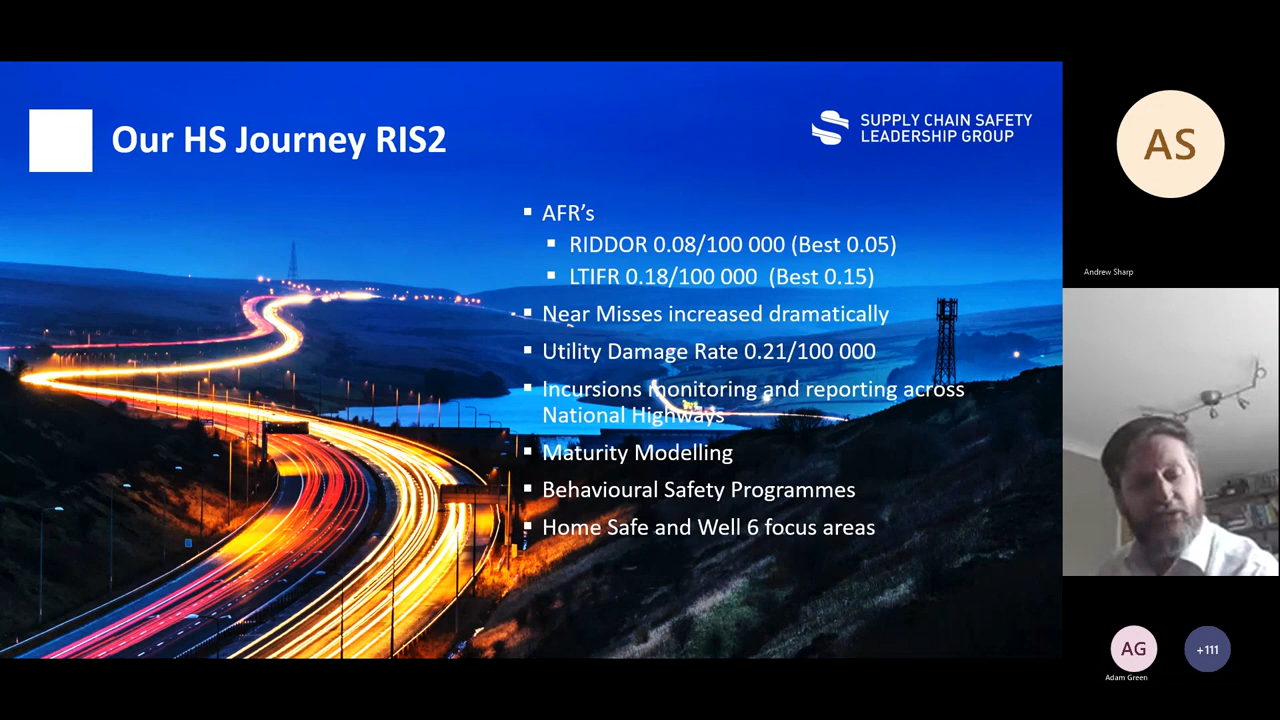 Our HS Journey RIS2
SUPPLY CHAIN SAFETY
LEADERSHIP GROUP
AFR’s
RIDDOR 0.08/100 000 (Best 0.05)
LTIFR 0.18/100 000  (Best 0.15)
Near Misses increased dramatically
Utility Damage Rate 0.21/100 000
Incursions monitoring and reporting across
National Highways
Maturity Modelling
Behavioural Safety Programmes
Home Safe and Well 6 focus areas
AS
Andrew Sharp
AG
+111
Adam Green